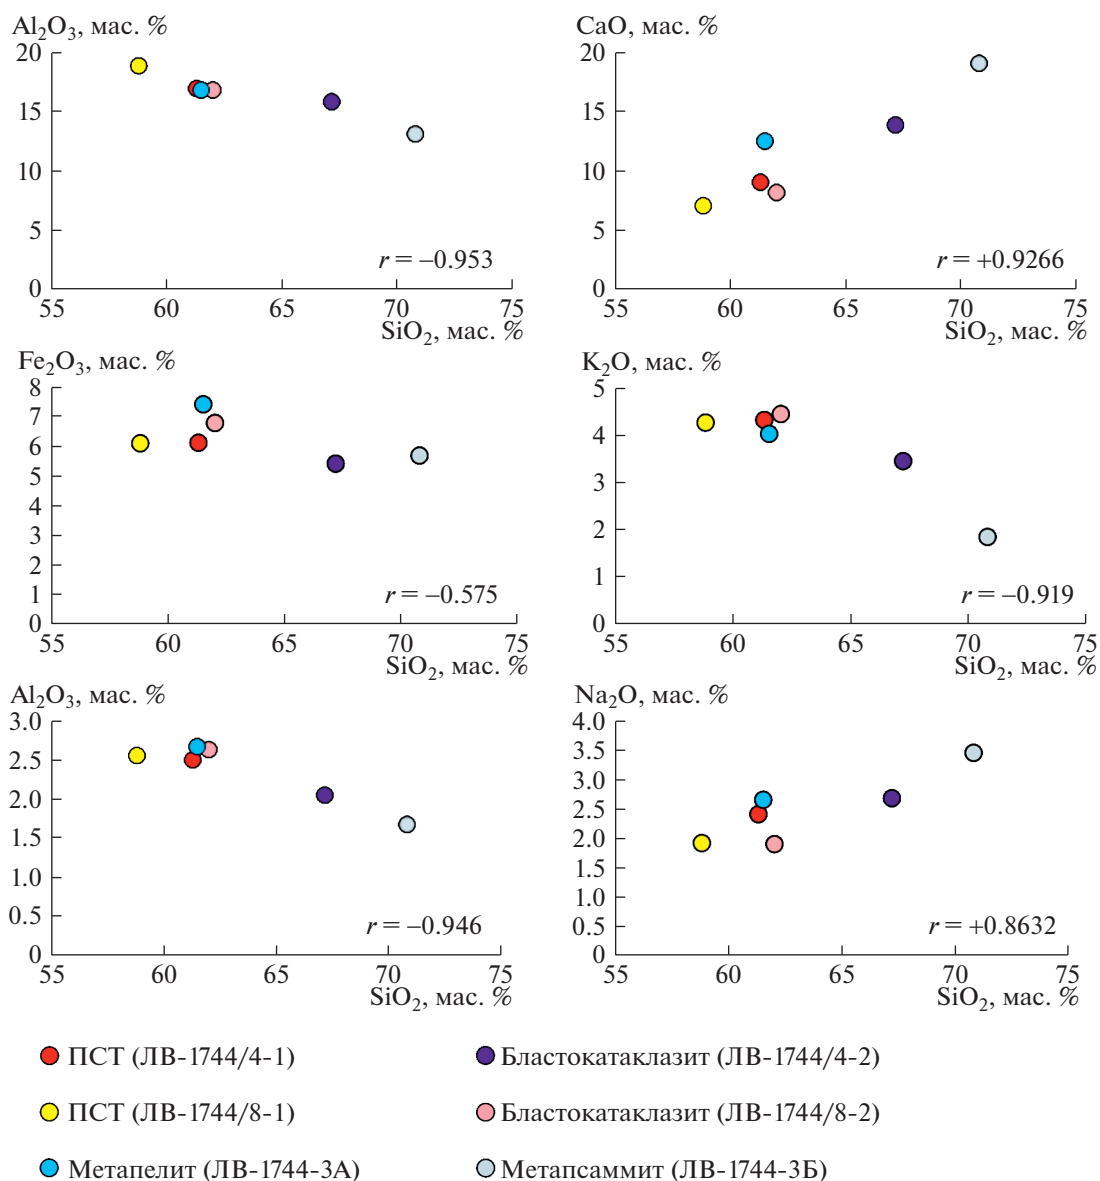 Al₂O₃, мас. %
20
15
10
5
0
55 60 65 70 75
r = –0.953
SiO₂, мас. %
CaO, мас. %
20
15
10
5
0
55 60 65 70 75
r = +0.9266
SiO₂, мас. %
Fe₂O₃, мас. %
8
7
6
5
4
3
2
1
0
55 60 65 70 75
r = –0.575
SiO₂, мас. %
K₂O, мас. %
5
4
3
2
1
0
55 60 65 70 75
r = –0.919
SiO₂, мас. %
Al₂O₃, мас. %
3.0
2.5
2.0
1.5
1.0
0.5
0
55 60 65 70 75
r = –0.946
SiO₂, мас. %
Na₂O, мас. %
4.0
3.5
3.0
2.5
2.0
1.5
1.0
0.5
0
55 60 65 70 75
r = +0.8632
SiO₂, мас. %
ПСТ (ЛВ-1744/4-1)
Бластокатаклазит (ЛВ-1744/4-2)
ПСТ (ЛВ-1744/8-1)
Бластокатаклазит (ЛВ-1744/8-2)
Метапелит (ЛВ-1744-3А)
Метапсаммит (ЛВ-1744-3Б)